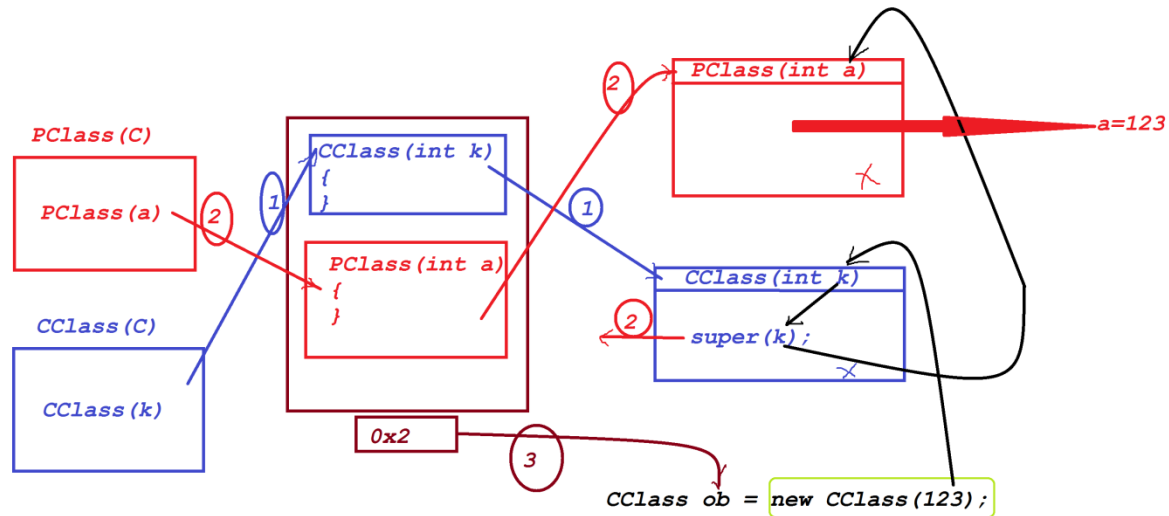 PClass(C)
PClass(a)
2
CClass(C)
CClass(k)
1
CClass(int k)
{
}
PClass(int a)
{
}
0x2
3
2
PClass(int a)
a=123
x
1
CClass(int k)
2
super(k);
x
CClass ob = new CClass(123);